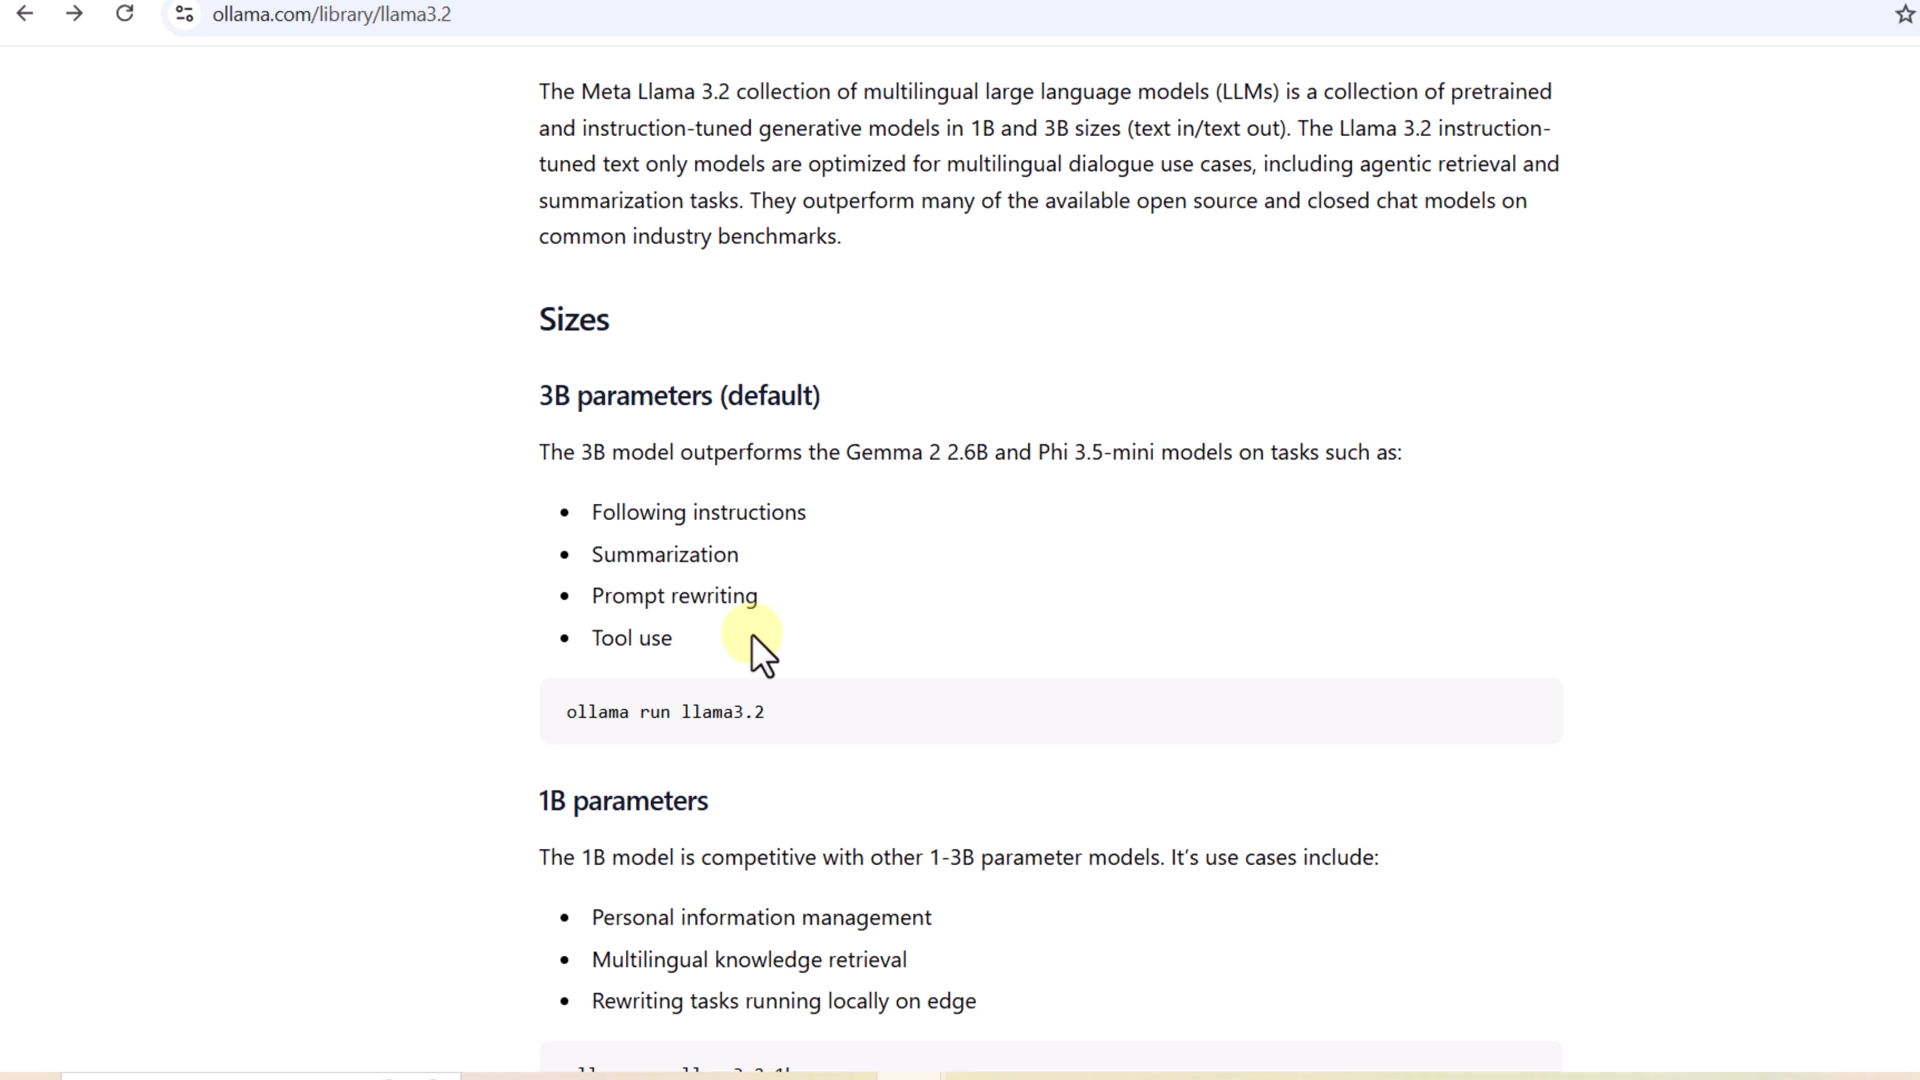 ollama.com/library/llama3.2
The Meta Llama 3.2 collection of multilingual large language models (LLMs) is a collection of pretrained
and instruction-tuned generative models in 1B and 3B sizes (text in/text out). The Llama 3.2 instruction-
tuned text only models are optimized for multilingual dialogue use cases, including agentic retrieval and
summarization tasks. They outperform many of the available open source and closed chat models on
common industry benchmarks.
Sizes
3B parameters (default)
The 3B model outperforms the Gemma 2 2.6B and Phi 3.5-mini models on tasks such as:
• Following instructions
• Summarization
• Prompt rewriting
• Tool use
ollama run llama3.2
1B parameters
The 1B model is competitive with other 1-3B parameter models. It’s use cases include:
• Personal information management
• Multilingual knowledge retrieval
• Rewriting tasks running locally on edge